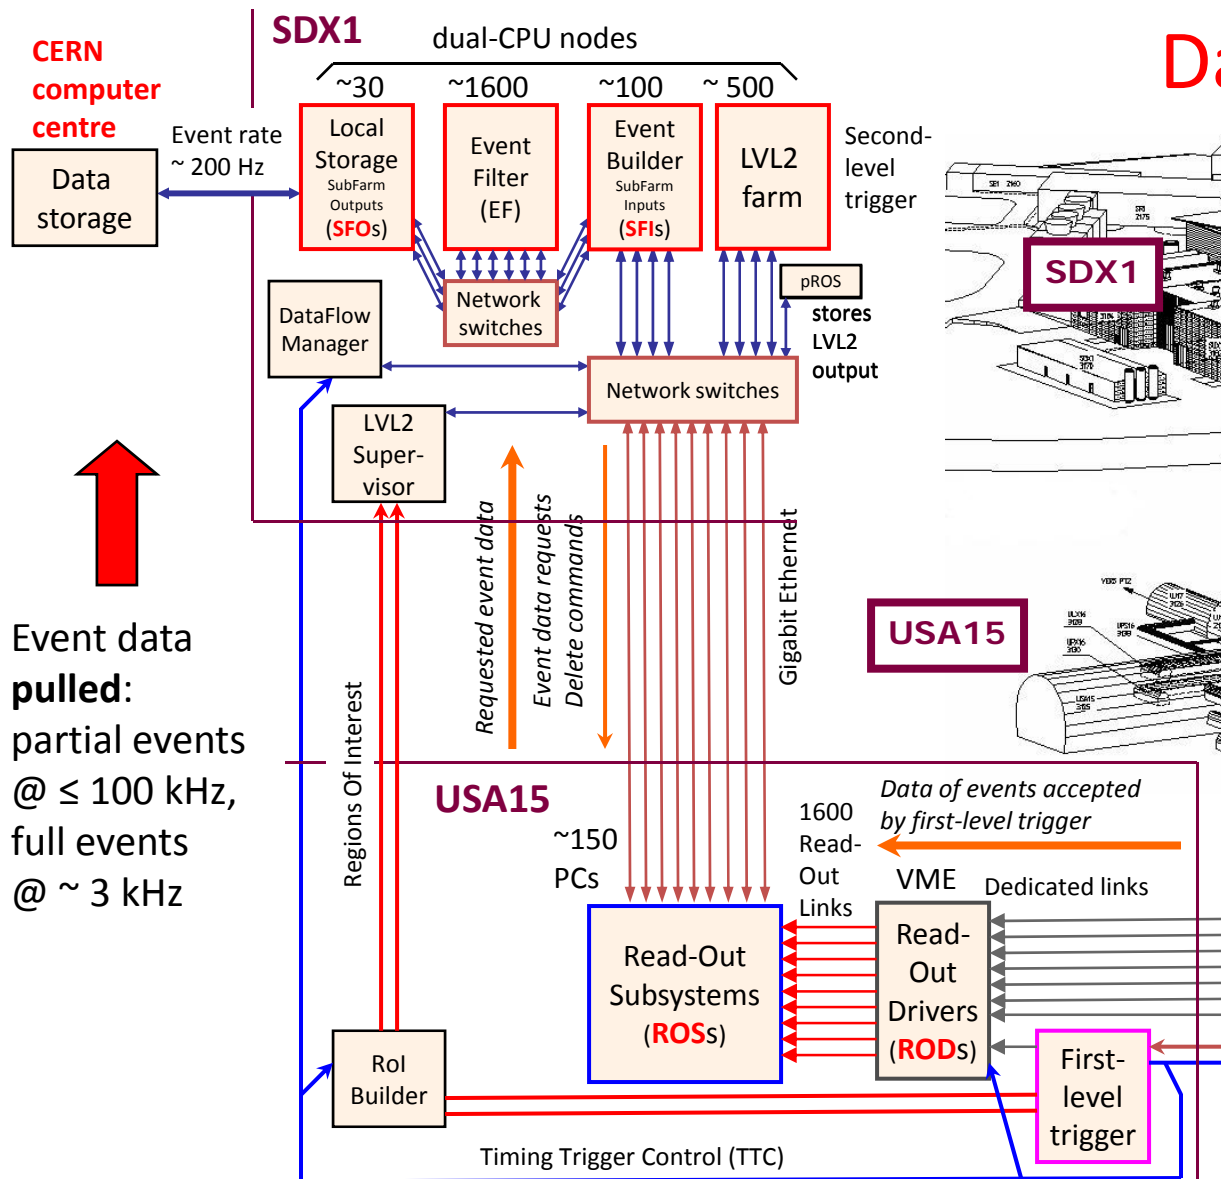 SDX1
dual-CPU nodes
Da
CERN
computer
centre
~30
~1600
~100
~ 500
Event rate
~ 200 Hz
Data
storage
Local
Storage
SubFarm
Outputs
(SFOs)
Event
Filter
(EF)
Event
Builder
SubFarm
Inputs
(SFIs)
LVL2
farm
Second-
level
trigger
pROS
stores
LVL2
output
Network
switches
DataFlow
Manager
Network switches
LVL2
Super-
visor
SDX1
USA15
Requested event data
Event data requests
Delete commands
Gigabit Ethernet
Regions Of Interest
Event data
pulled:
partial events
@ ≤ 100 kHz,
full events
@ ~ 3 kHz
USA15
~150
PCs
1600
Read-
Out
Links
Data of events accepted
by first-level trigger
VME
Dedicated links
Read-Out
Subsystems
(ROSs)
Read-
Out
Drivers
(RODs)
First-
level
trigger
RoI
Builder
Timing Trigger Control (TTC)